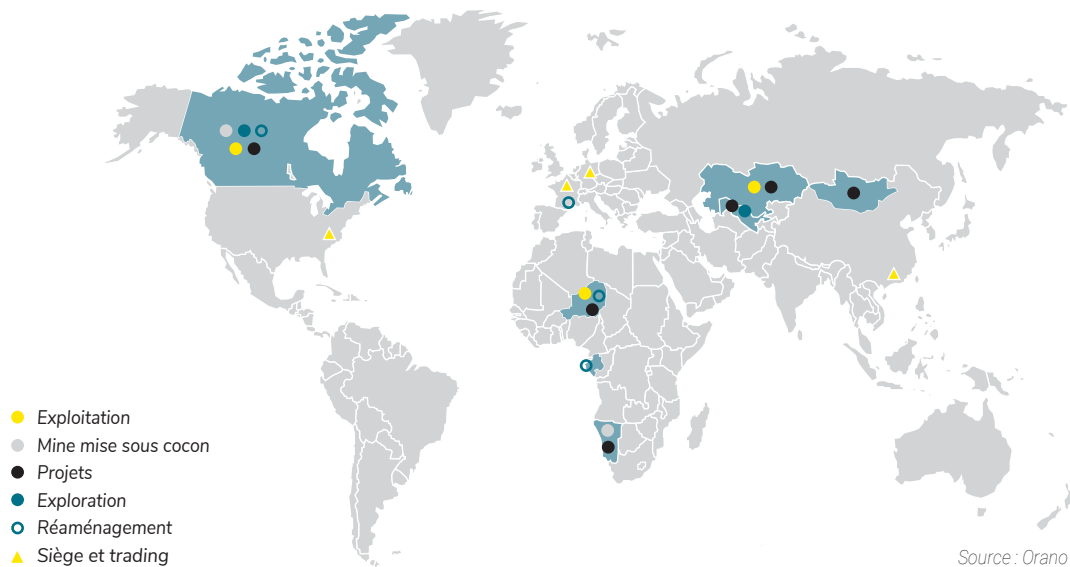 Exploitation
Mine mise sous cocon
Projets
Exploration
Réaménagement
Siège et trading
Source : Orano